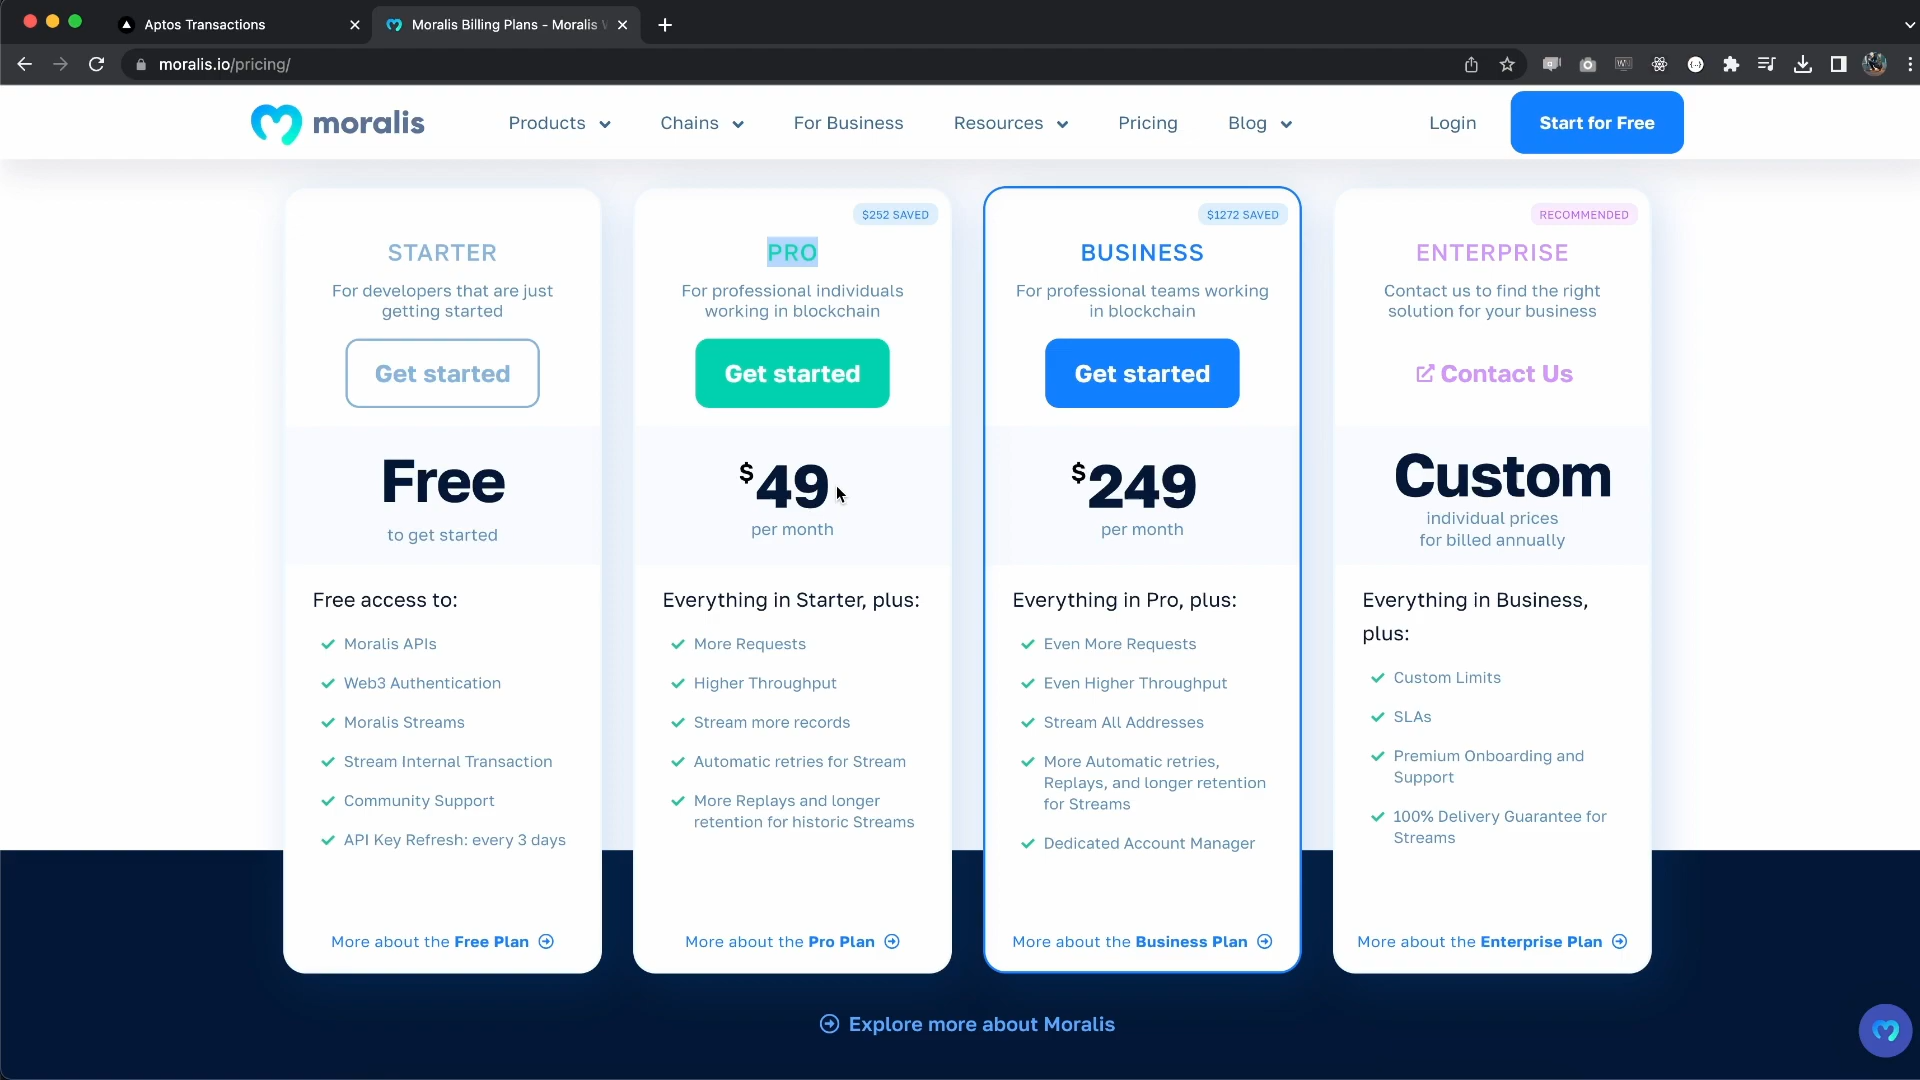 Aptos Transactions
Moralis Billing Plans - Moralis
moralis.io/pricing/
moralis
Products
Chains
For Business
Resources
Pricing
Blog
Login
Start for Free
STARTER
For developers that are just
getting started
Get started
Free
to get started
Free access to:
Moralis APIs
Web3 Authentication
Moralis Streams
Stream Internal Transaction
Community Support
API Key Refresh: every 3 days
More about the Free Plan
$252 SAVED
PRO
For professional individuals
working in blockchain
Get started
$49
per month
Everything in Starter, plus:
More Requests
Higher Throughput
Stream more records
Automatic retries for Stream
More Replays and longer
retention for historic Streams
More about the Pro Plan
$1272 SAVED
BUSINESS
For professional teams working
in blockchain
Get started
$249
per month
Everything in Pro, plus:
Even More Requests
Even Higher Throughput
Stream All Addresses
More Automatic retries,
Replays, and longer retention
for Streams
Dedicated Account Manager
More about the Business Plan
RECOMMENDED
ENTERPRISE
Contact us to find the right
solution for your business
Contact Us
Custom
individual prices
for billed annually
Everything in Business,
plus:
Custom Limits
SLAs
Premium Onboarding and
Support
100% Delivery Guarantee for
Streams
More about the Enterprise Plan
Explore more about Moralis